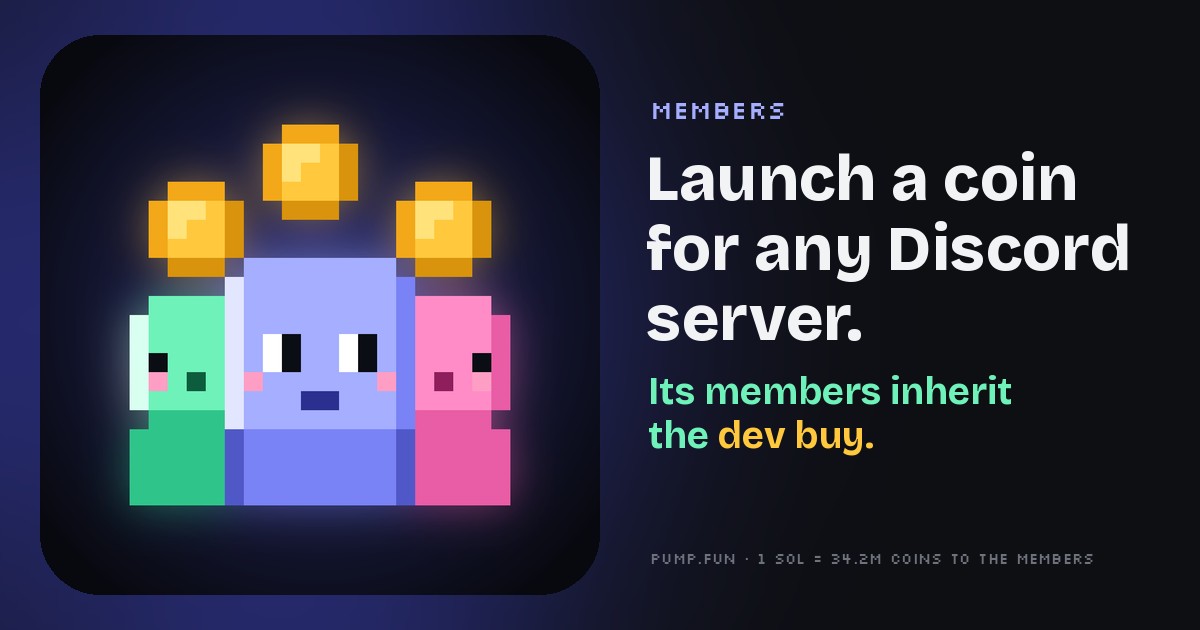 MEMBERS
Launch a coin
for any Discord
server.
Its members inherit
the dev buy.
PUMP.FUN · 1 SOL = 34.2M COINS TO THE MEMBERS